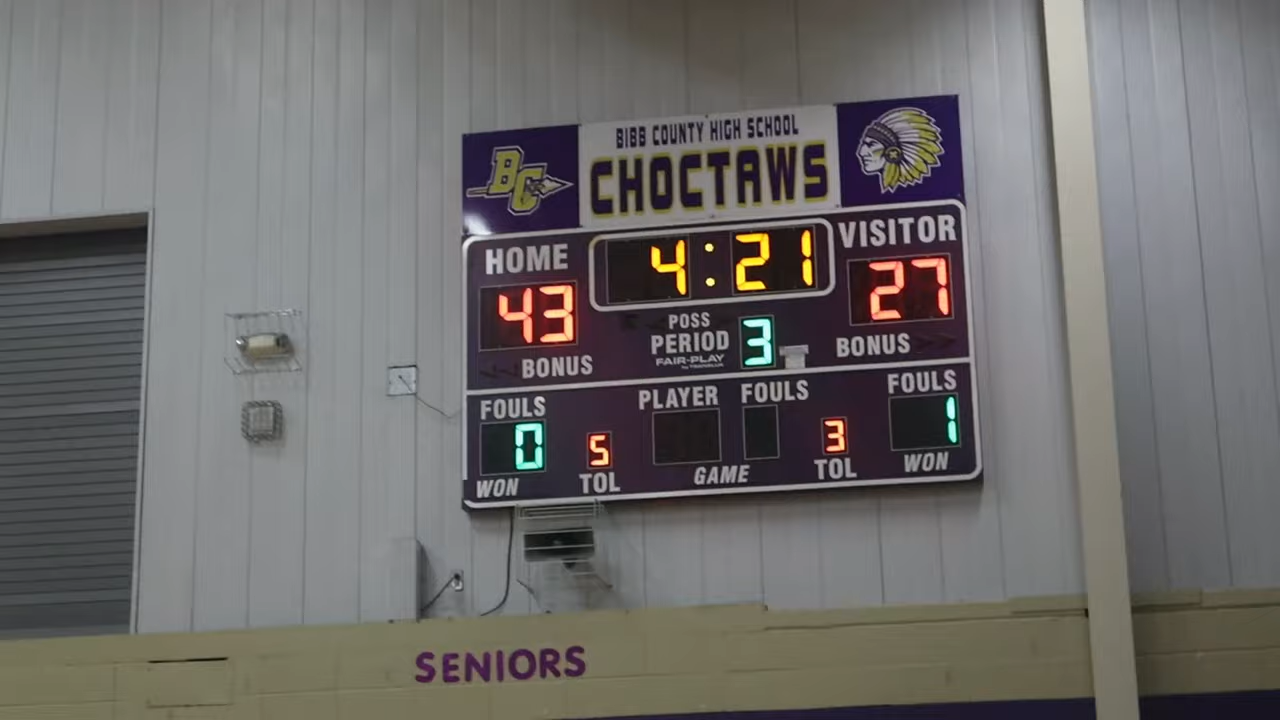 BIBB COUNTY HIGH SCHOOL
BC CHOCTAWS
HOME 4:21 VISITOR
43 27
POSS
PERIOD 3
FAIR-PLAY
BONUS BONUS
FOULS PLAYER FOULS FOULS
0 5 3 1
WON TOL GAME TOL WON
SENIORS